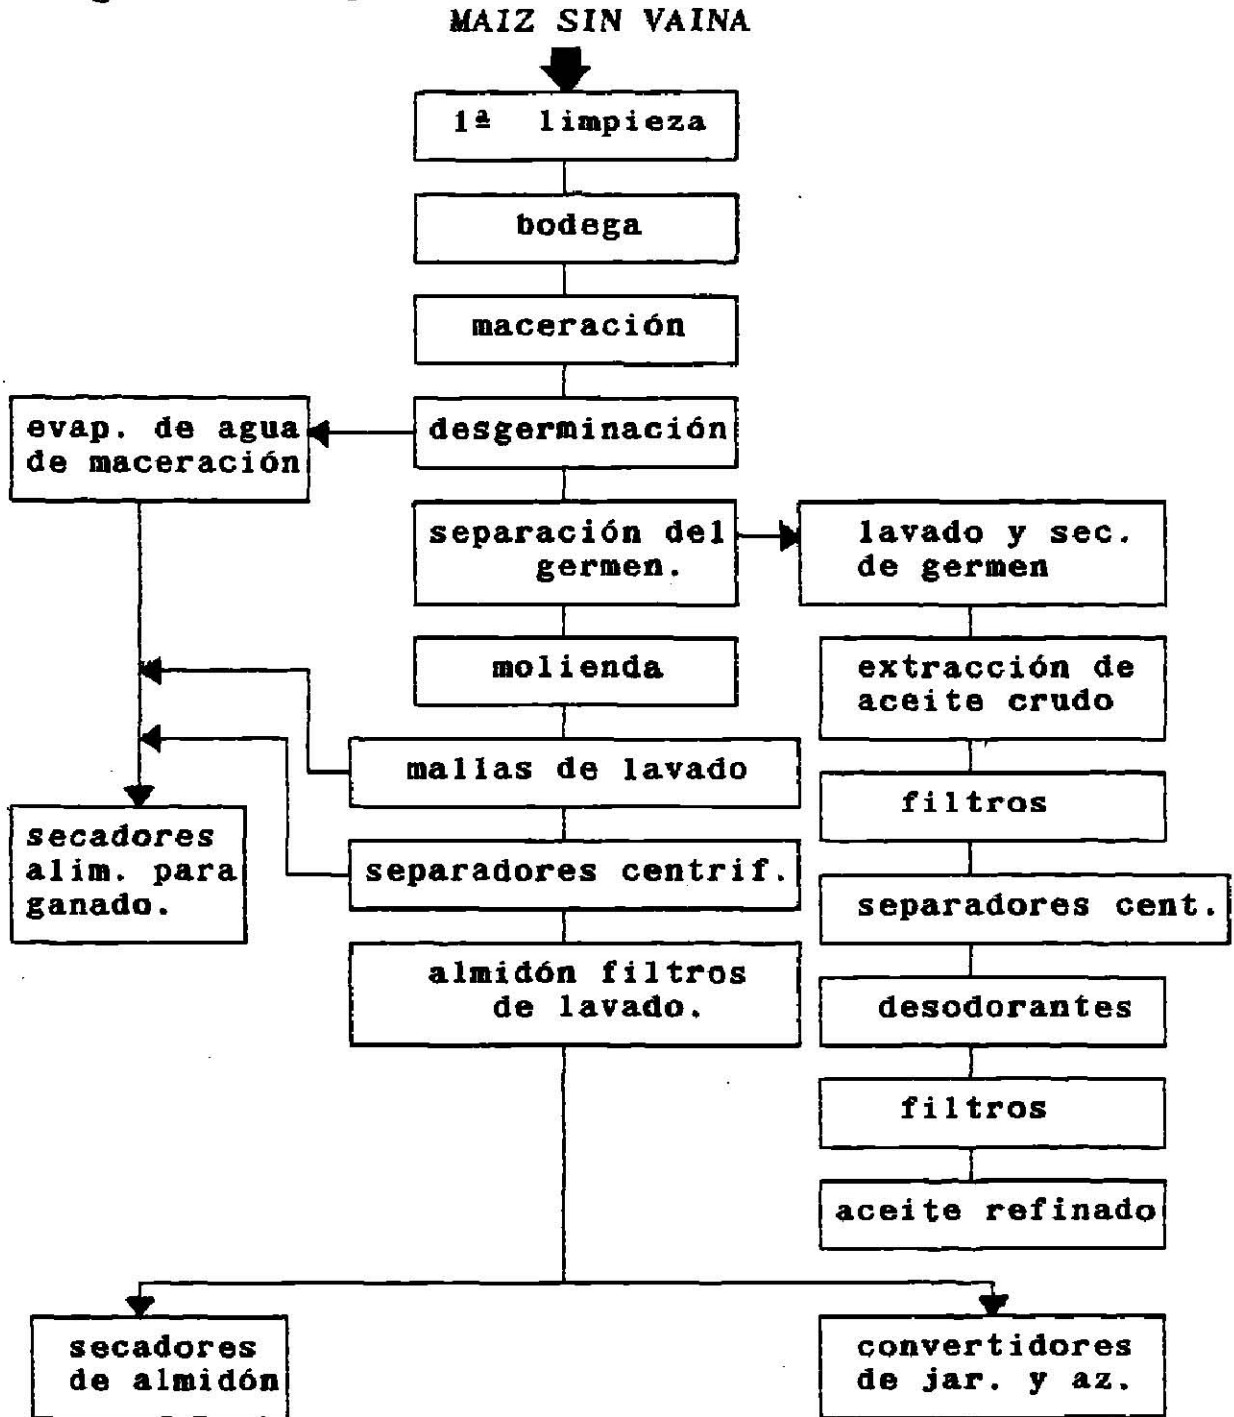 MAIZ SIN VAINA
1ª limpieza
bodega
maceración
evap. de agua
de maceración
desgerminación
separación del
germen.
lavado y sec.
de germen
molienda
extracción de
aceite crudo
mallas de lavado
filtros
secadores
alim. para
ganado.
separadores centrif.
separadores cent.
almidón filtros
de lavado.
desodorantes
filtros
aceite refinado
secadores
de almidón
convertidores
de jar. y az.